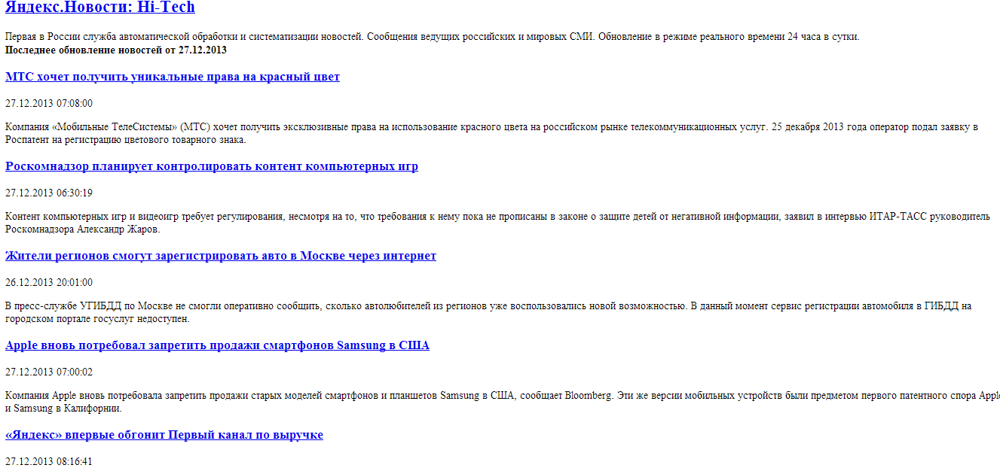 Яндекс.Новости: Hi-Tech
Первая в России служба автоматической обработки и систематизации новостей. Сообщения ведущих российских и мировых СМИ. Обновление в режиме реального времени 24 часа в сутки.
Последнее обновление новостей от 27.12.2013
МТС хочет получить уникальные права на красный цвет
27.12.2013 07:08:00
Компания «Мобильные ТелеСистемы» (МТС) хочет получить эксклюзивные права на использование красного цвета на российском рынке телекоммуникационных услуг. 25 декабря 2013 года оператор подал заявку в
Роспатент на регистрацию цветового товарного знака.
Роскомнадзор планирует контролировать контент компьютерных игр
27.12.2013 06:30:19
Контент компьютерных игр и видеоигр требует регулирования, несмотря на то, что требования к нему пока не прописаны в законе о защите детей от негативной информации, заявил в интервью ИТАР-ТАСС руководитель
Роскомнадзора Александр Жаров.
Жители регионов смогут зарегистрировать авто в Москве через интернет
26.12.2013 20:01:00
В пресс-службе УГИБДД по Москве не смогли оперативно сообщить, сколько автолюбителей из регионов уже воспользовались новой возможностью. В данный момент сервис регистрации автомобиля в ГИБДД на
городском портале госуслуг недоступен.
Apple вновь потребовал запретить продажи смартфонов Samsung в США
27.12.2013 07:00:02
Компания Apple вновь потребовала запретить продажи старых моделей смартфонов и планшетов Samsung в США, сообщает Bloomberg. Эти же версии мобильных устройств были предметом первого патентного спора Apple
и Samsung в Калифорнии.
«Яндекс» впервые обгонит Первый канал по выручке
27.12.2013 08:16:41